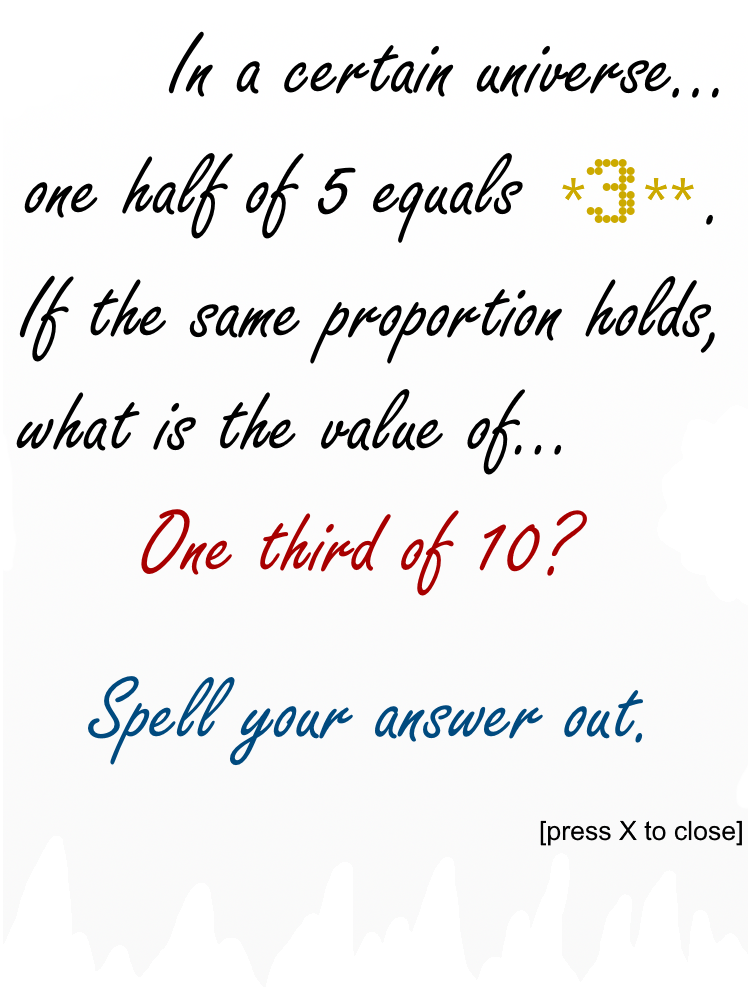 In a certain universe...
one half of 5 equals *3**.
If the same proportion holds,
what is the value of...
One third of 10?
Spell your answer out.
[press X to close]